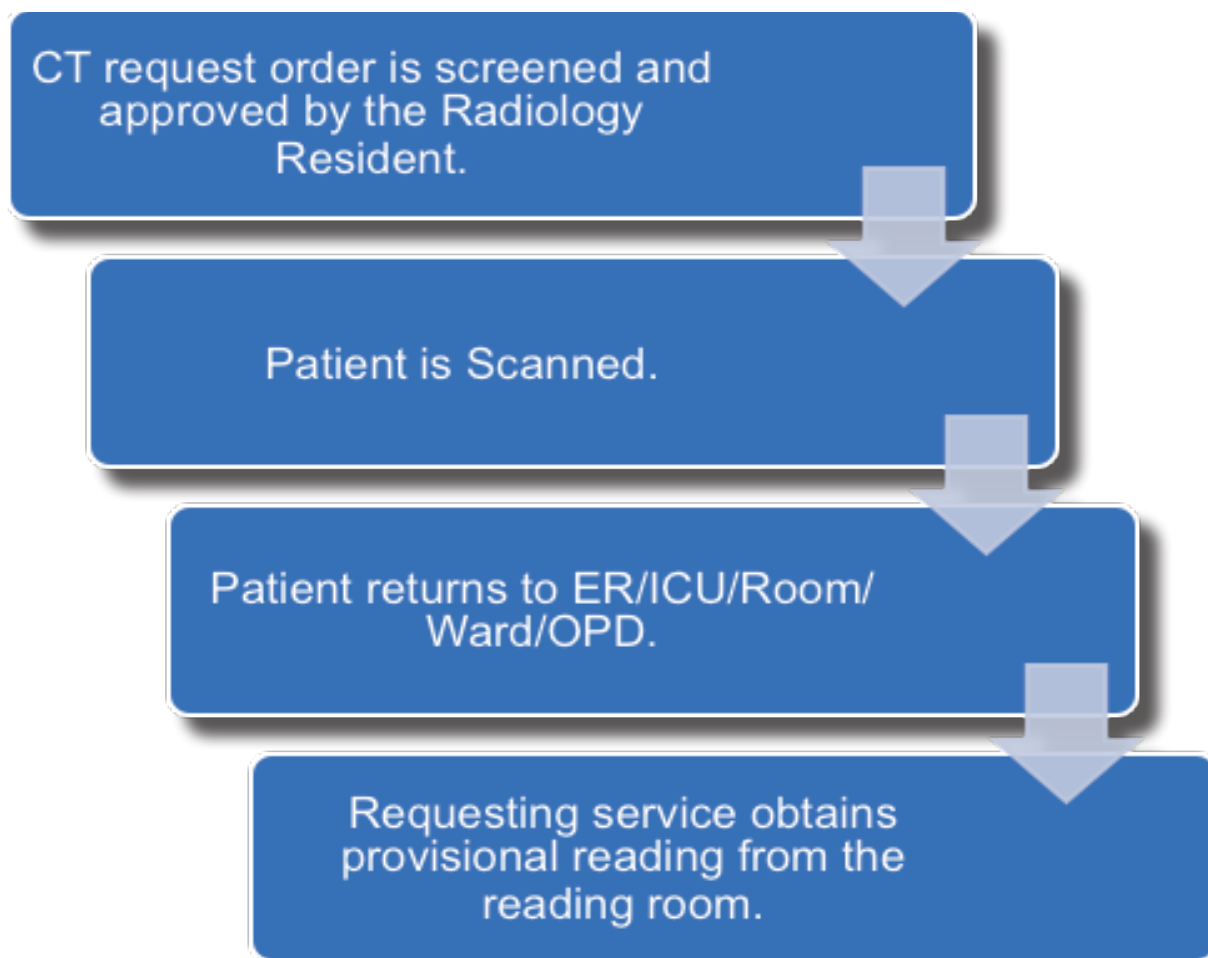 CT request order is screened and
approved by the Radiology
Resident.
Patient is Scanned.
Patient returns to ER/ICU/Room/
Ward/OPD.
Requesting service obtains
provisional reading from the
reading room.